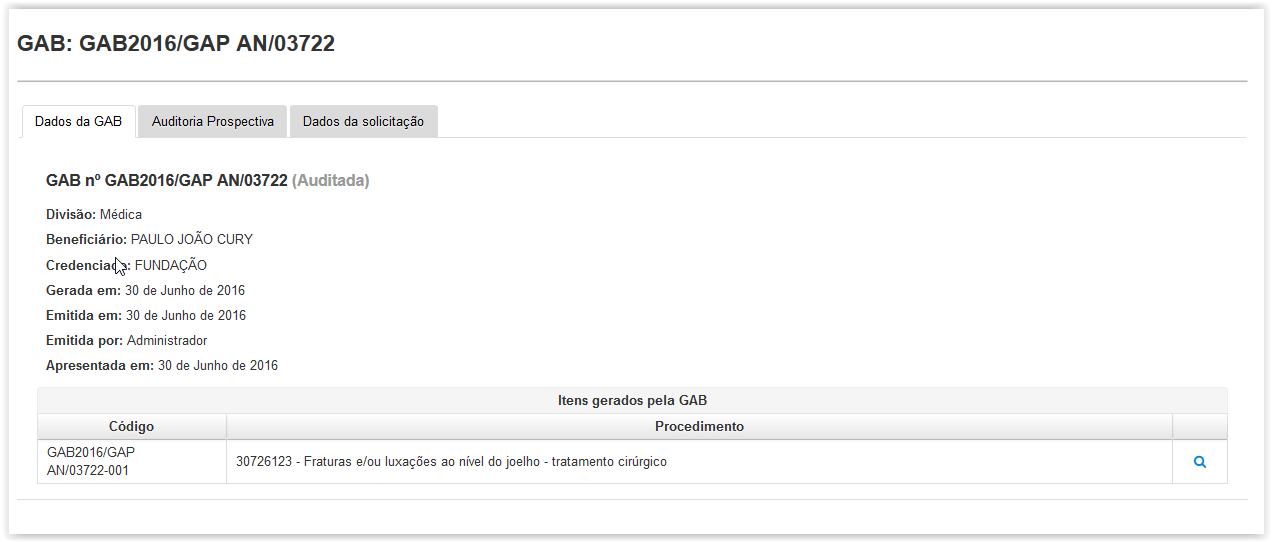 GAB: GAB2016/GAP AN/03722
Dados da GAB Auditoria Prospectiva Dados da solicitação
GAB nº GAB2016/GAP AN/03722 (Auditada)
Divisão: Médica
Beneficiário: PAULO JOÃO CURY
Credenciada: FUNDAÇÃO
Gerada em: 30 de Junho de 2016
Emitida em: 30 de Junho de 2016
Emitida por: Administrador
Apresentada em: 30 de Junho de 2016
Itens gerados pela GAB
Código Procedimento
GAB2016/GAP
AN/03722-001
30726123 - Fraturas e/ou luxações ao nível do joelho - tratamento cirúrgico